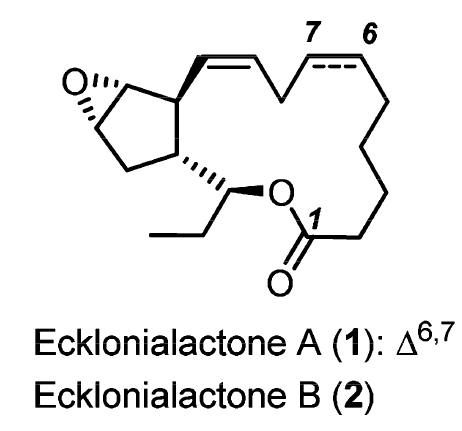 7 6
O
O
1
O
Ecklonialactone A (1): Δ6,7
Ecklonialactone B (2)